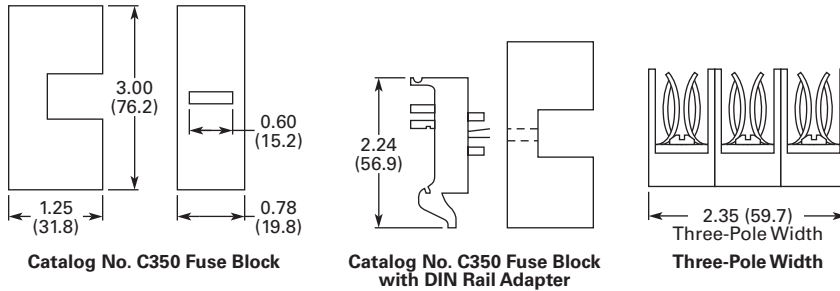 3.00
(76.2)
0.60
(15.2)
1.25
(31.8)
0.78
(19.8)
Catalog No. C350 Fuse Block
2.24
(56.9)
Catalog No. C350 Fuse Block
with DIN Rail Adapter
2.35 (59.7)
Three-Pole Width
Three-Pole Width